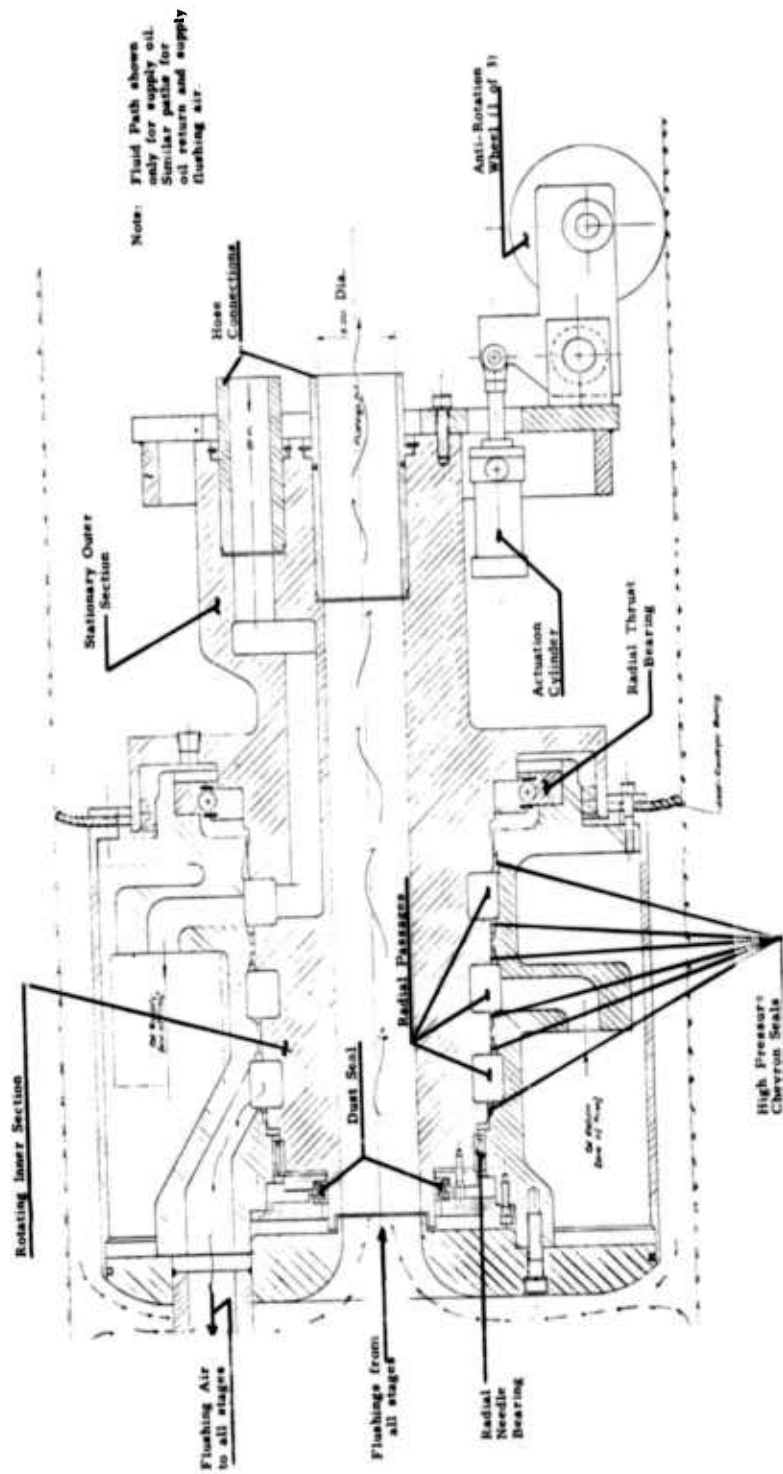 Note: Fluid Path shown
only for supply oil.
Similar paths for
oil return and supply
flushing air.
Hose
Connections
Dia.
Anti-Rotation
Wheel (1 of 3)
Stationary Outer
Section
Actuation
Cylinder
Radial Thrust
Bearing
Rotating Inner Section
Radial Passages
Dust Seal
High Pressure
Chevron Seals
Flushing Air
to all stages
Flushings from
all stages
Radial
Needle
Bearing